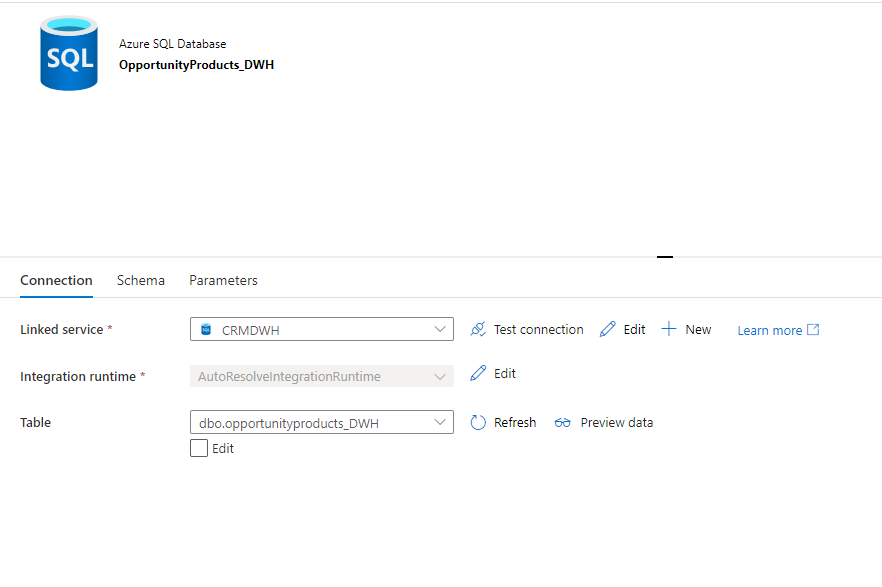 SQL
Azure SQL Database
OpportunityProducts_DWH
Connection Schema Parameters
Linked service * CRMDWH Test connection Edit New Learn more
Integration runtime * AutoResolveIntegrationRuntime Edit
Table dbo.opportunityproducts_DWH Refresh Preview data
Edit